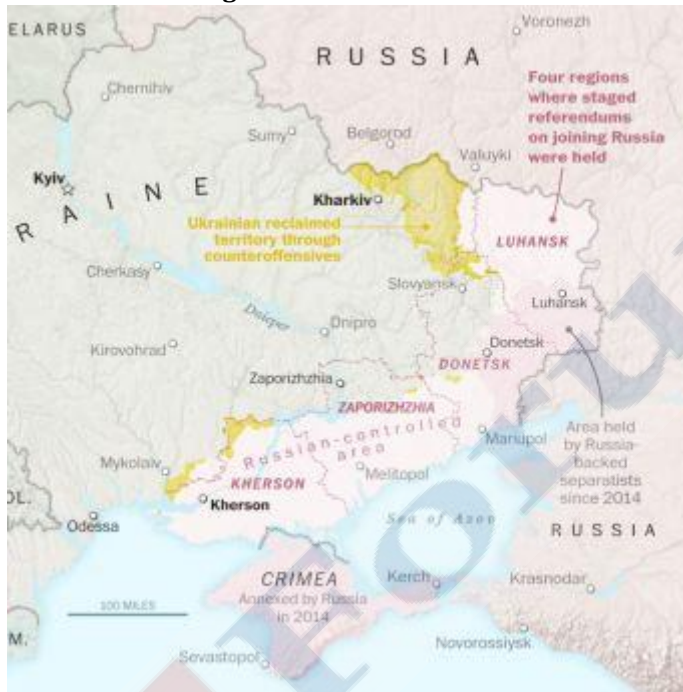 ELARUS
Voronezh
RUSSIA
Chernihiv
Four regions
where staged
referendums
on joining Russia
were held
Sumy
Belgorod
Valuyki
Kyiv
RAINE
Kharkiv
Ukrainian reclaimed
territory through
counteroffensives
LUHANSK
Cherkasy
Slovyansk
Luhansk
Dnieper
Dnipro
Kirovohrad
Donetsk
DONETSK
Zaporizhzhia
ZAPORIZHZHIA
Russian-controlled
area
Mariupol
Area held
by Russia-
backed
separatists
since 2014
Mykolaiv
Melitopol
KHERSON
Kherson
OL.
Odessa
Sea of Azov
RUSSIA
CRIMEA
Annexed by Russia
in 2014
Kerch
Krasnodar
100 MILES
M.
Novorossiysk
Sevastopol